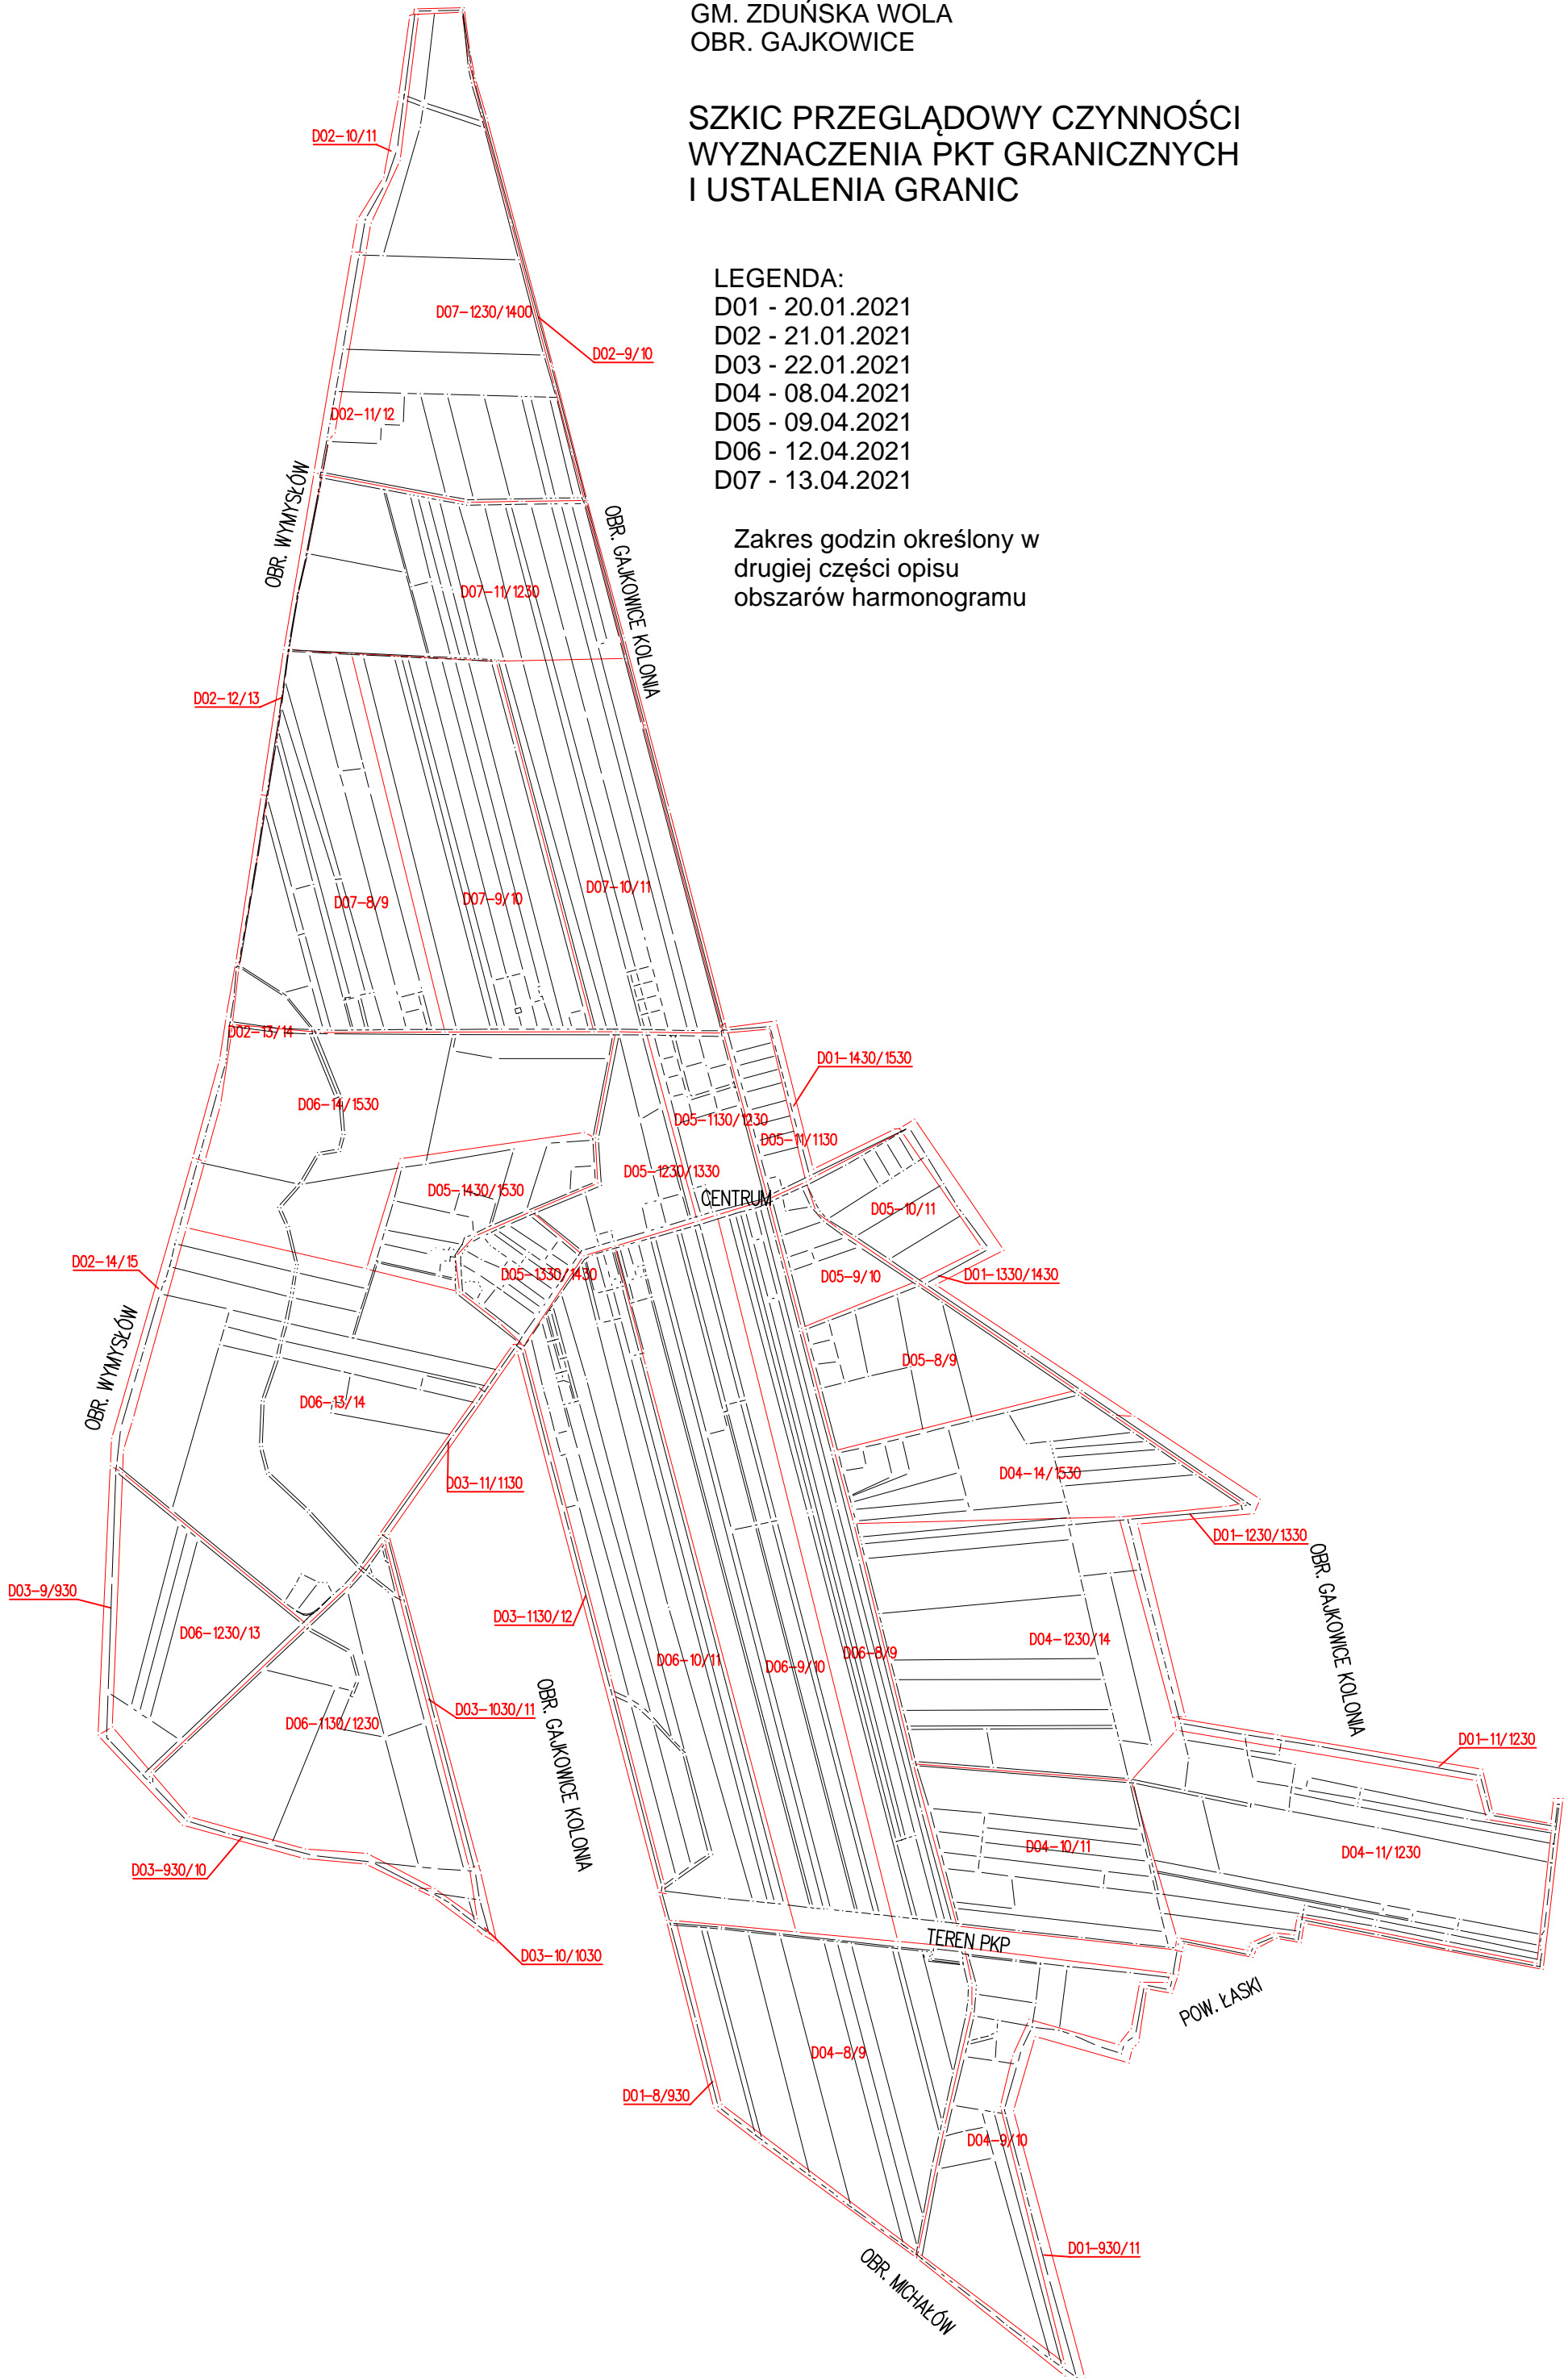 GM. ZDUŃSKA WOLA
OBR. GAJKOWICE
SZKIC PRZEGLĄDOWY CZYNNOŚCI
WYZNACZENIA PKT GRANICZNYCH
I USTALENIA GRANIC
LEGENDA:
D01 - 20.01.2021
D02 - 21.01.2021
D03 - 22.01.2021
D04 - 08.04.2021
D05 - 09.04.2021
D06 - 12.04.2021
D07 - 13.04.2021
Zakres godzin określony w
drugiej części opisu
obszarów harmonogramu
D02-10/11
D07-1230/1400
D02-9/10
D02-11/12
OBR. WYMYSŁÓW
OBR. GAJKOWICE KOLONIA
D07-11/1230
D02-12/13
D07-8/9
D07-9/10
D07-10/11
D02-13/14
D01-1430/1530
D06-14/1530
D05-1130/1230
D05-11/1130
D05-1230/1330
D05-1430/1530
CENTRUM
D05-10/11
D02-14/15
D05-1330/1430
D05-9/10
D01-1330/1430
OBR. WYMYSŁÓW
D05-8/9
D06-13/14
D03-11/1130
D04-14/1530
D01-1230/1330
OBR. GAJKOWICE KOLONIA
D03-9/930
D03-1130/12
D06-1230/13
D04-1230/14
D06-10/11
D06-9/10
D06-8/9
D03-1030/11
OBR. GAJKOWICE KOLONIA
D06-1130/1230
D01-11/1230
D04-10/11
D04-11/1230
D03-930/10
TEREN PKP
D03-10/1030
POW. ŁASKI
D04-8/9
D01-8/930
D04-9/10
D01-930/11
OBR. MICHAŁÓW